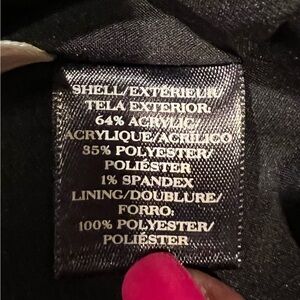 SHELL/EXTÉRIEUR
TELA EXTERIOR:
64% ACRYLIC/
ACRYLIQUE/ACRÍLICO
35% POLYESTER/
POLIÉSTER
1% SPANDEX
LINING/DOUBLURE/
FORRO:
100% POLYESTER/
POLIÉSTER